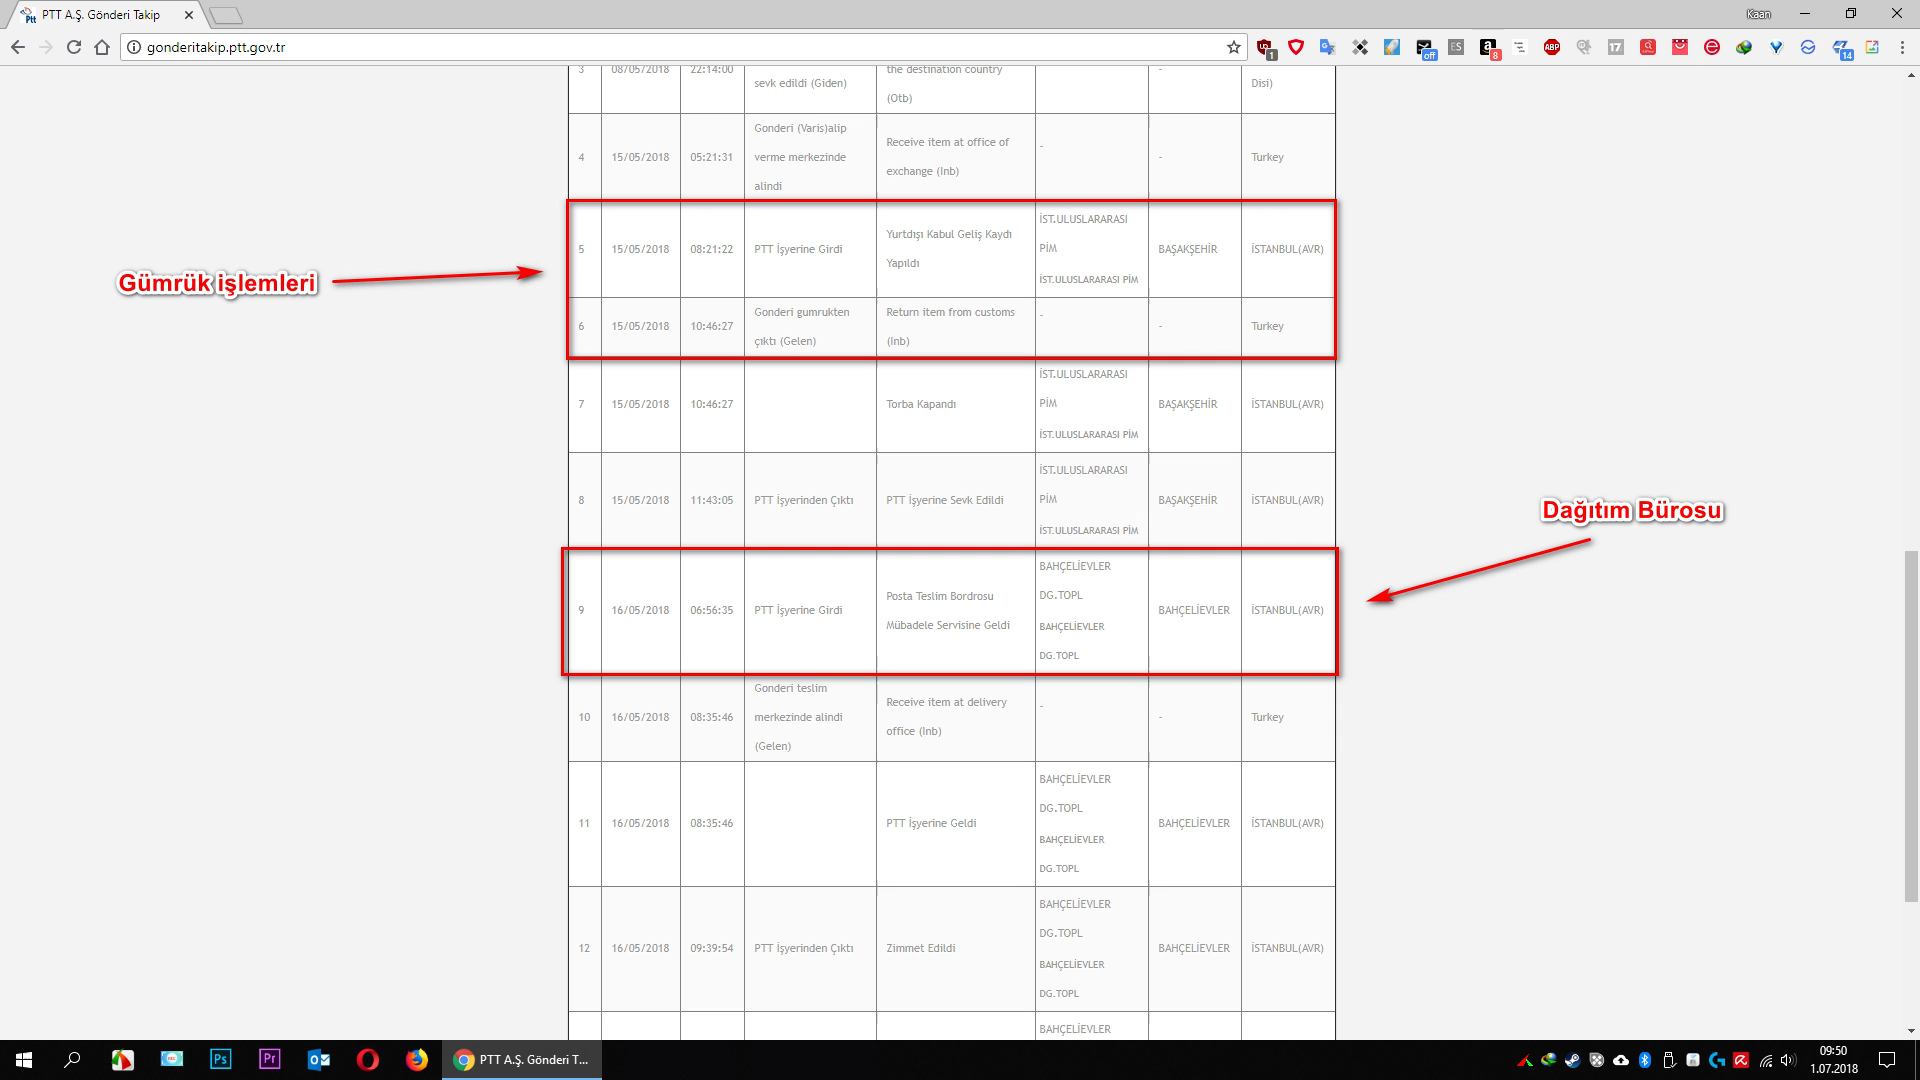 PTT A.Ş. Gönderi Takip
Kaan
gonderitakip.ptt.gov.tr
3 08/05/2018 22:14:00 sevk edildi (Giden) the destination country (Otb) - Disi)
4 15/05/2018 05:21:31 Gonderi (Varis)alip verme merkezinde alindi Receive item at office of exchange (Inb) - - Turkey
5 15/05/2018 08:21:22 PTT İşyerine Girdi Yurtdışı Kabul Geliş Kaydı Yapıldı İST.ULUSLARARASI PİM İST.ULUSLARARASI PİM BAŞAKŞEHİR İSTANBUL(AVR)
Gümrük işlemleri
6 15/05/2018 10:46:27 Gonderi gumrukten çıktı (Gelen) Return item from customs (Inb) - - Turkey
7 15/05/2018 10:46:27 Torba Kapandı İST.ULUSLARARASI PİM İST.ULUSLARARASI PİM BAŞAKŞEHİR İSTANBUL(AVR)
8 15/05/2018 11:43:05 PTT İşyerinden Çıktı PTT İşyerine Sevk Edildi İST.ULUSLARARASI PİM İST.ULUSLARARASI PİM BAŞAKŞEHİR İSTANBUL(AVR)
Dağıtım Bürosu
9 16/05/2018 06:56:35 PTT İşyerine Girdi Posta Teslim Bordrosu Mübadele Servisine Geldi BAHÇELİEVLER DG.TOPL BAHÇELİEVLER DG.TOPL BAHÇELİEVLER İSTANBUL(AVR)
10 16/05/2018 08:35:46 Gonderi teslim merkezinde alindi (Gelen) Receive item at delivery office (Inb) - - Turkey
11 16/05/2018 08:35:46 PTT İşyerine Geldi BAHÇELİEVLER DG.TOPL BAHÇELİEVLER DG.TOPL BAHÇELİEVLER İSTANBUL(AVR)
12 16/05/2018 09:39:54 PTT İşyerinden Çıktı Zimmet Edildi BAHÇELİEVLER DG.TOPL BAHÇELİEVLER DG.TOPL BAHÇELİEVLER İSTANBUL(AVR)
BAHÇELİEVLER
PTT A.Ş. Gönderi T...
09:50
1.07.2018